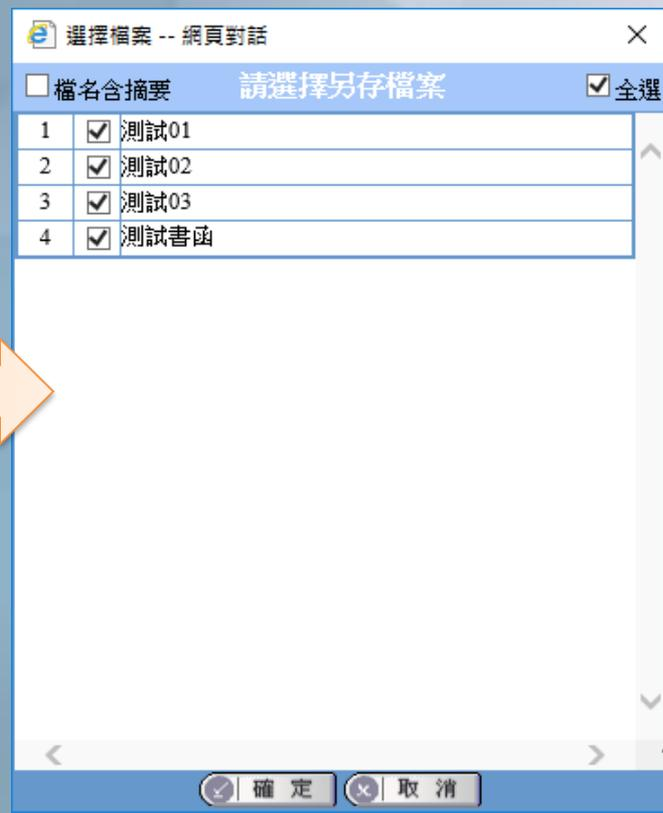 選擇檔案 -- 網頁對話
檔名含摘要 請選擇另存檔案 全選
1 測試01
2 測試02
3 測試03
4 測試書函
確 定 取 消